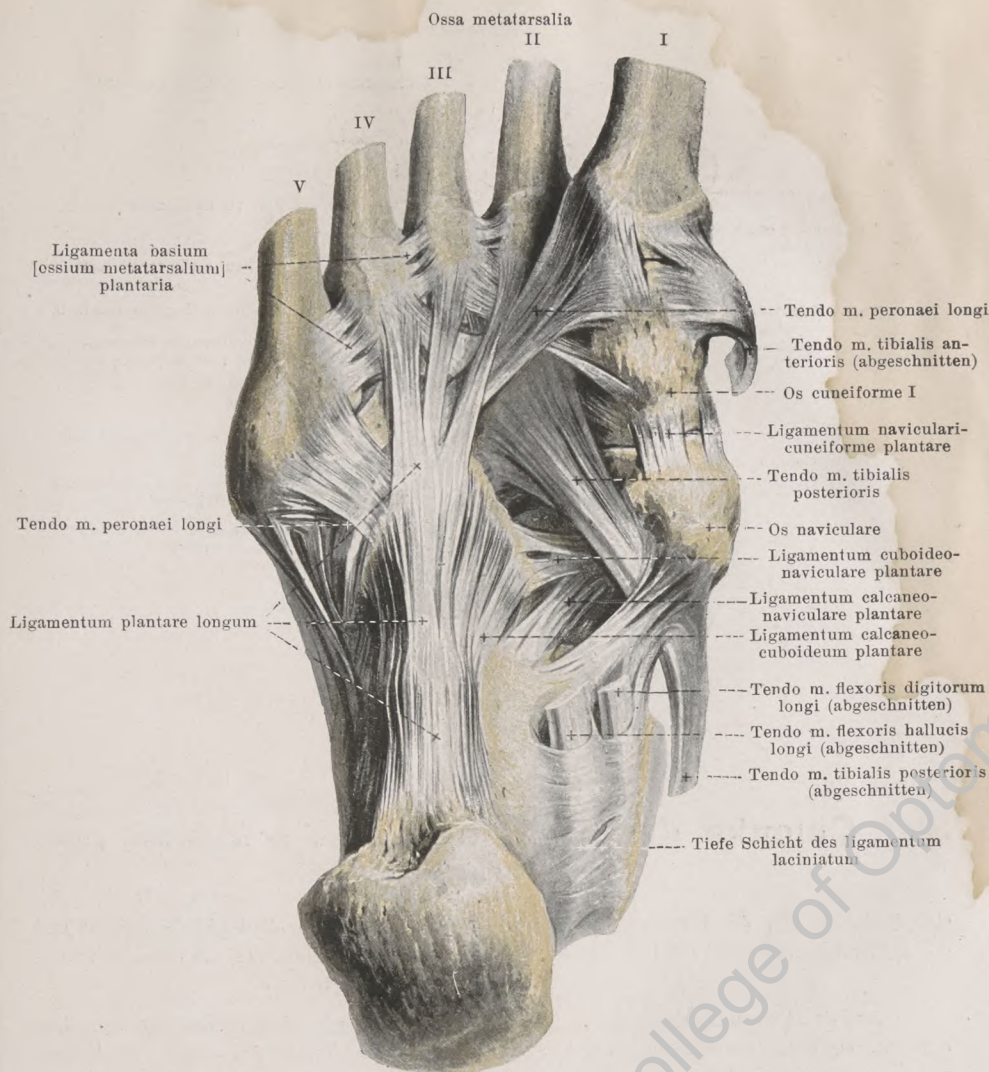 Ossa metatarsalia
II
I
III
IV
V
Ligamenta basium
[ossium metatarsalium]
plantaria
Tendo m. peronaei longi
Ligamentum plantare longum
Tendo m. peronaei longi
Tendo m. tibialis an-
terioris (abgeschnitten)
Os cuneiforme I
Ligamentum naviculari-
cuneiforme plantare
Tendo m. tibialis
posterioris
Os naviculare
Ligamentum cuboideo-
naviculare plantare
Ligamentum calcaneo-
naviculare plantare
Ligamentum calcaneo-
cuboideum plantare
Tendo m. flexoris digitorum
longi (abgeschnitten)
Tendo m. flexoris hallucis
longi (abgeschnitten)
Tendo m. tibialis posterioris
(abgeschnitten)
Tiefe Schicht des ligamentum
laciniatum
College of